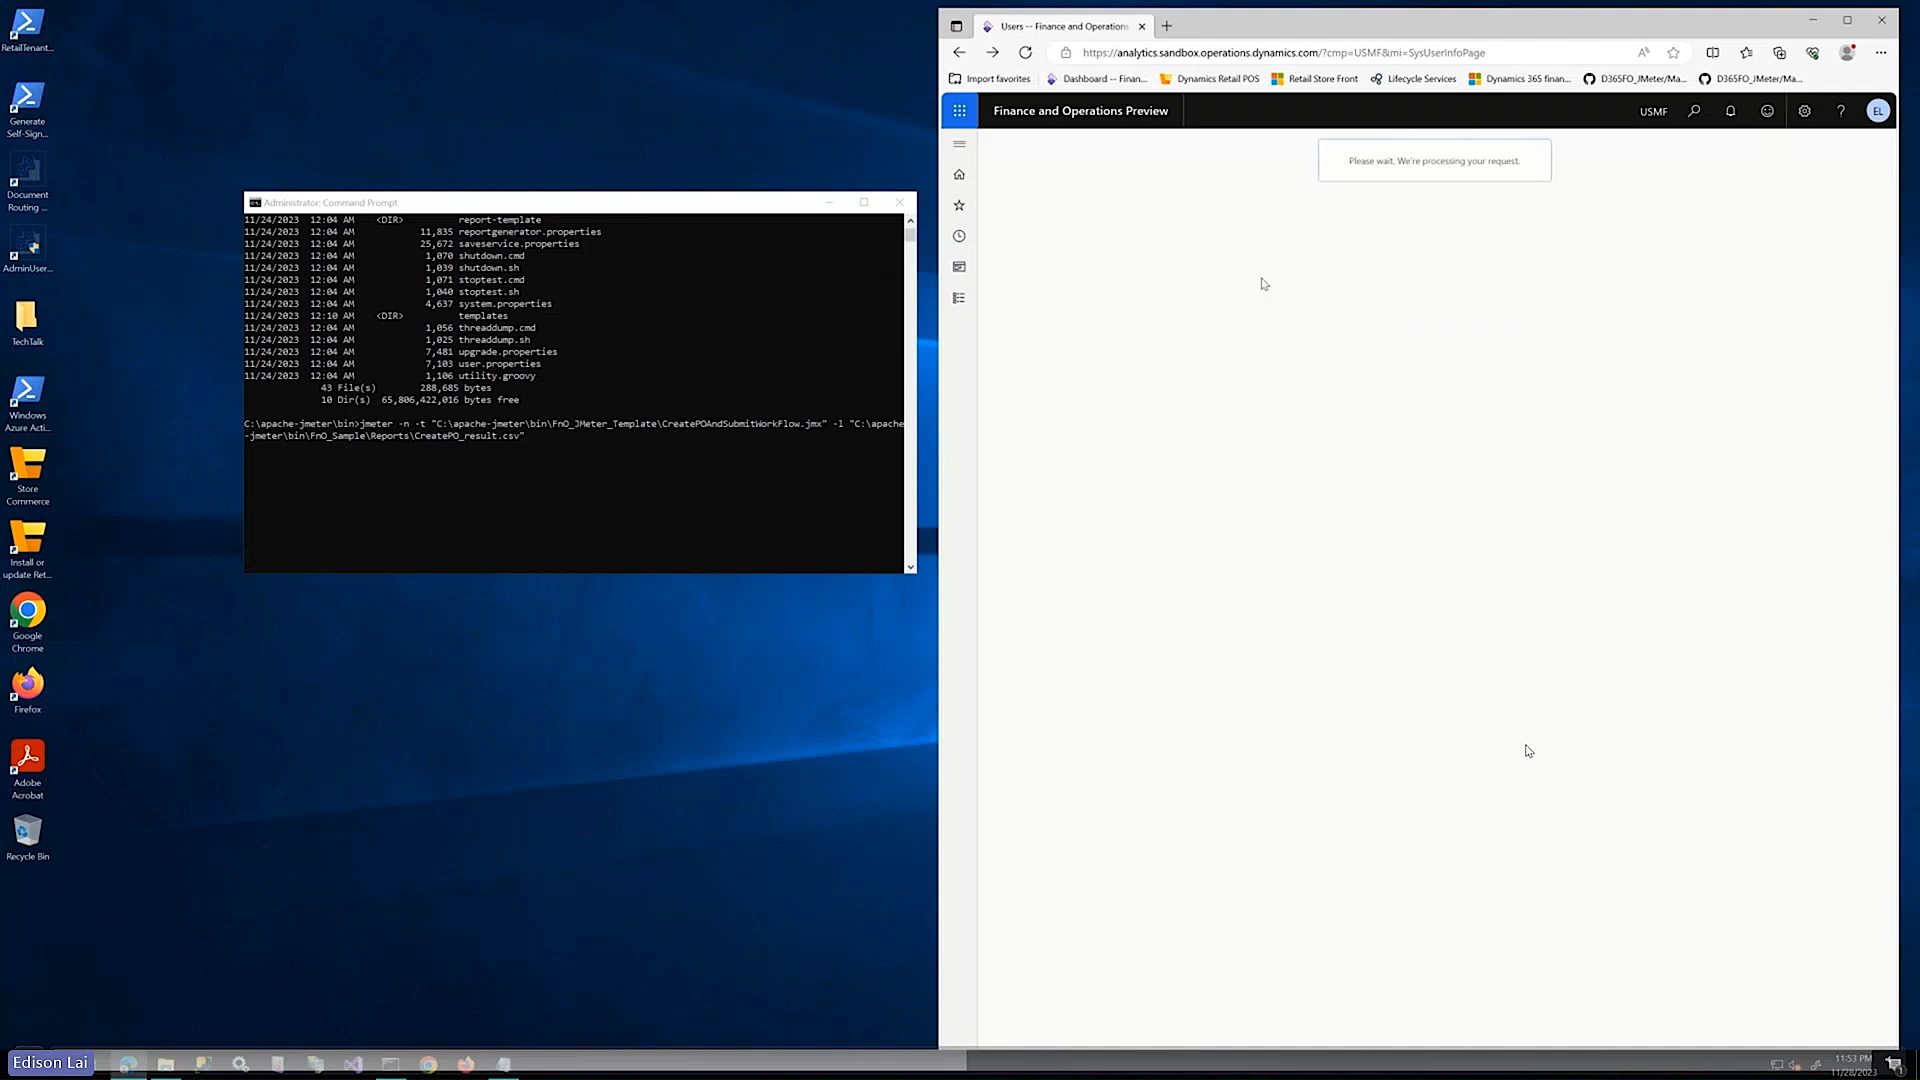 RetailTenant...
Generate
Self-Sign...
Document
Routing ...
AdminUser...
TechTalk
Windows
Azure Acti...
Store
Commerce
Install or
update Ret...
Google
Chrome
Firefox
Adobe
Acrobat
Recycle Bin
Edison Lai
Administrator: Command Prompt
11/24/2023 12:04 AM <DIR> report-template
11/24/2023 12:04 AM 11,835 reportgenerator.properties
11/24/2023 12:04 AM 25,672 saveservice.properties
11/24/2023 12:04 AM 1,070 shutdown.cmd
11/24/2023 12:04 AM 1,039 shutdown.sh
11/24/2023 12:04 AM 1,071 stoptest.cmd
11/24/2023 12:04 AM 1,040 stoptest.sh
11/24/2023 12:04 AM 4,637 system.properties
11/24/2023 12:10 AM <DIR> templates
11/24/2023 12:04 AM 1,056 threaddump.cmd
11/24/2023 12:04 AM 1,025 threaddump.sh
11/24/2023 12:04 AM 7,481 upgrade.properties
11/24/2023 12:04 AM 7,103 user.properties
11/24/2023 12:04 AM 1,106 utility.groovy
43 File(s) 288,685 bytes
10 Dir(s) 65,806,422,016 bytes free
C:\apache-jmeter\bin>jmeter -n -t "C:\apache-jmeter\bin\FnO_JMeter_Template\CreatePOAndSubmitWorkFlow.jmx" -l "C:\apache
-jmeter\bin\FnO_Sample\Reports\CreatePO_result.csv"
Users -- Finance and Operations
https://analytics.sandbox.operations.dynamics.com/?cmp=USMF&mi=SysUserInfoPage
Import favorites Dashboard -- Finan... Dynamics Retail POS Retail Store Front Lifecycle Services Dynamics 365 finan... D365FO_JMeter/Ma... D365FO_JMeter/Ma...
Finance and Operations Preview USMF ? EL
Please wait. We're processing your request.
11:53 PM
11/28/2023